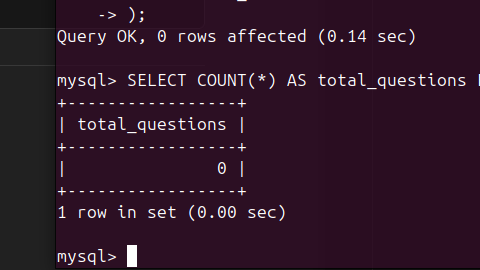 -> );
Query OK, 0 rows affected (0.14 sec)
mysql> SELECT COUNT(*) AS total_questions
+-----------------+
| total_questions |
+-----------------+
|               0 |
+-----------------+
1 row in set (0.00 sec)
mysql>